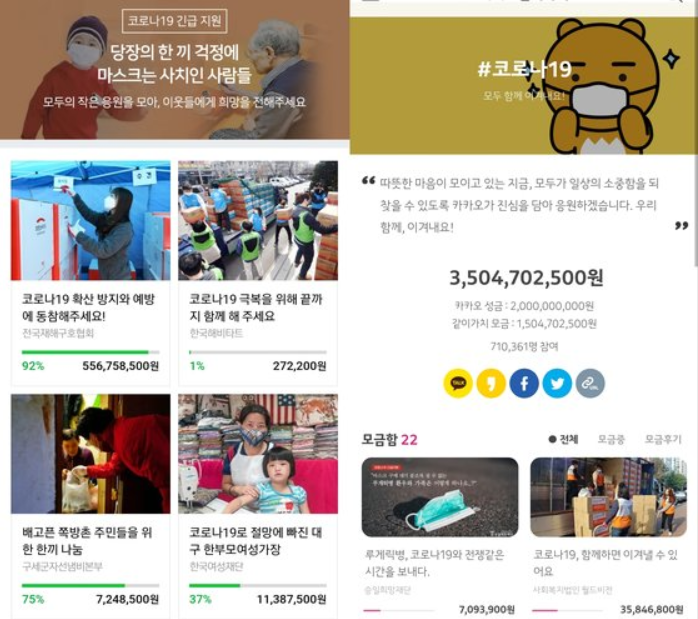 코로나19 긴급 지원
당장의 한 끼 걱정에
마스크는 사치인 사람들
모두의 작은 응원을 모아, 이웃들에게 희망을 전해주세요
코로나19 확산 방지와 예방
에 동참해주세요!
전국재해구호협회
92% 556,758,500원
코로나19 극복을 위해 끝까
지 함께 해 주세요
한국해비타트
1% 272,200원
배고픈 쪽방촌 주민들을 위
한 한끼 나눔
구세군자선냄비본부
75% 7,248,500원
코로나19로 절망에 빠진 대
구 한부모여성가장
한국여성재단
37% 11,387,500원
#코로나19
모두 함께 이겨내요!
❝ 따뜻한 마음이 모이고 있는 지금, 모두가 일상의 소중함을 되
찾을 수 있도록 카카오가 진심을 담아 응원하겠습니다. 우리
함께, 이겨내요! ❞
3,504,702,500원
카카오 성금 : 2,000,000,000원
같이가치 모금 : 1,504,702,500원
710,361명 참여
TALK
URL
모금함 22
전체 모금중 모금후기
루게릭병, 코로나19와 전쟁같은
시간을 보내다.
승일희망재단
7,093,900원
코로나19, 함께하면 이겨낼 수 있
어요
사회복지법인 월드비전
35,846,800원